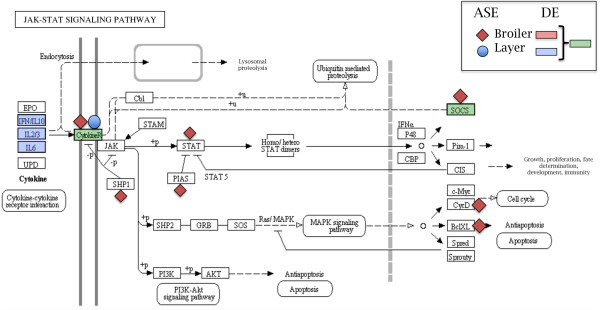 JAK-STAT SIGNALING PATHWAY
ASE DE
Broiler
Layer
Endocytosis
Lysosomal
proteolysis
Ubiquitin mediated
proteolysis
Cbl
+u
+u
SOCS
EPO
IFN/IL10
IL2/3
IL6
UPD
Cytokine
Cytokine-cytokine
receptor interaction
CytokineR
-p
-p
JAK
STAM
+p
STAT
SHP1
PIAS
STAT 5
Homo/ hetero
STAT dimers
IFNα
P48
CBP
Pim-1
CIS
Growth, proliferation, fate
determination,
development, immunity
c-Myc
CycD
BclXL
Spred
Sprouty
Cell cycle
Antiapoptosis
Apoptosis
+p
SHP2
GRB
SOS
Ras/ MAPK
MAPK signaling
pathway
+p
+p
PI3K
AKT
Antiapoptosis
Apoptosis
PI3K-Akt
signaling pathway